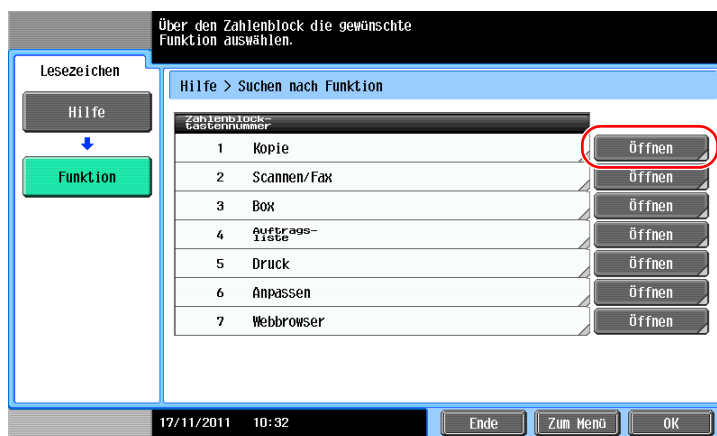 Über den Zahlenblock die gewünschte
Funktion auswählen.
Lesezeichen
Hilfe
Funktion
Hilfe > Suchen nach Funktion
Zahlenblock-
tastennummer
1 Kopie Öffnen
2 Scannen/Fax Öffnen
3 Box Öffnen
4 Auftrags-
liste Öffnen
5 Druck Öffnen
6 Anpassen Öffnen
7 Webbrowser Öffnen
17/11/2011 10:32 Ende Zum Menü OK